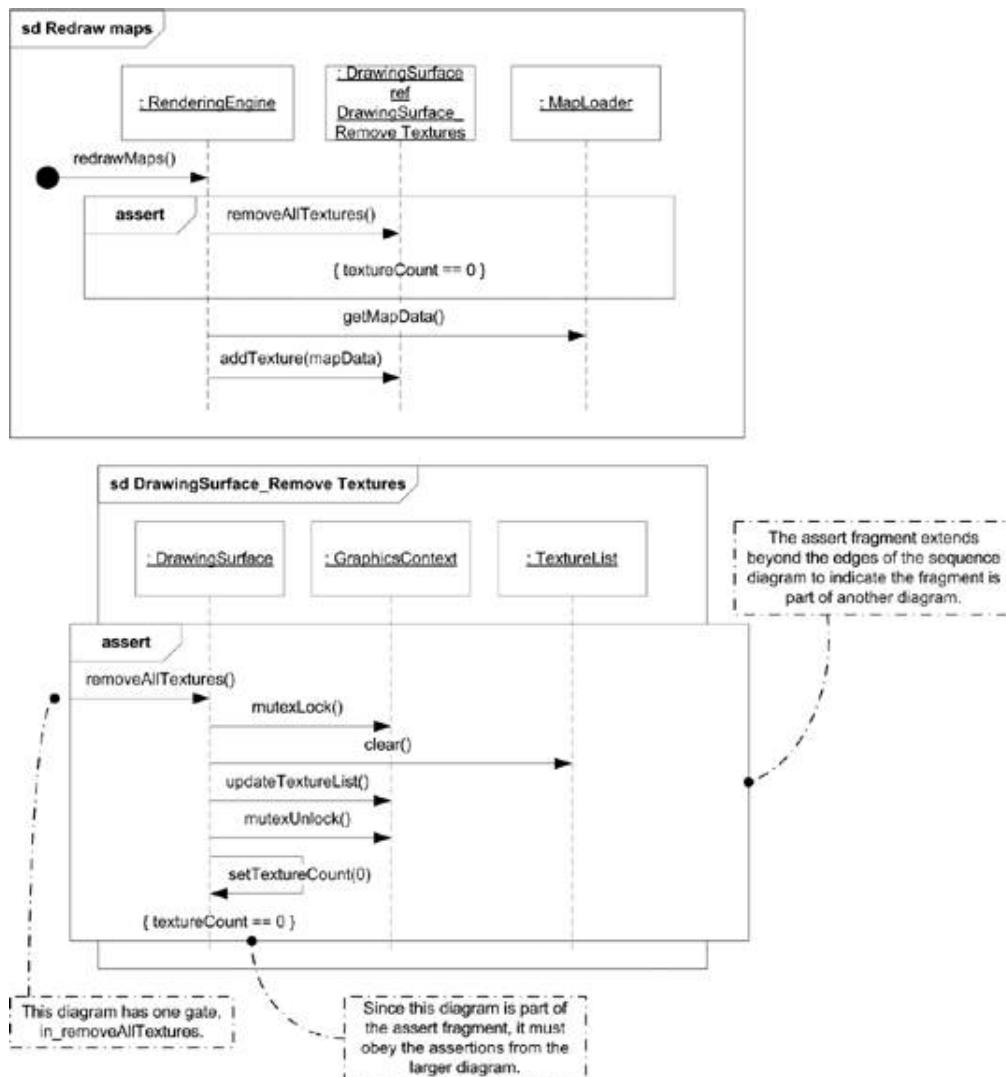 sd Redraw maps
: RenderingEngine
: DrawingSurface
ref
DrawingSurface_
Remove Textures
: MapLoader
redrawMaps()
assert
removeAllTextures()
{ textureCount == 0 }
getMapData()
addTexture(mapData)
sd DrawingSurface_Remove Textures
: DrawingSurface
: GraphicsContext
: TextureList
The assert fragment extends
beyond the edges of the sequence
diagram to indicate the fragment is
part of another diagram.
assert
removeAllTextures()
mutexLock()
clear()
updateTextureList()
mutexUnlock()
setTextureCount(0)
{ textureCount == 0 }
This diagram has one gate,
in_removeAllTextures.
Since this diagram is part of
the assert fragment, it must
obey the assertions from the
larger diagram.